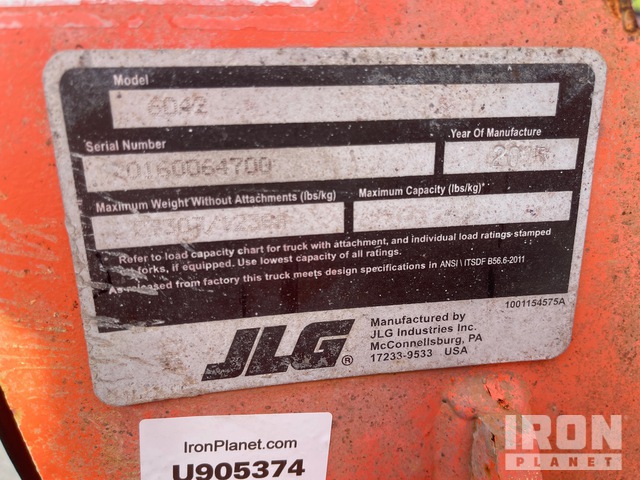 Model
6042
Serial Number
0160064700
Year Of Manufacture
Maximum Weight Without Attachments (lbs/kg)
Maximum Capacity (lbs/kg)*
* Refer to load capacity chart for truck with attachment, and individual load ratings stamped
on forks, if equipped. Use lowest capacity of all ratings.
As released from factory this truck meets design specifications in ANSI \ ITSDF B56.6-2011
1001154575A
JLG®
Manufactured by
JLG Industries Inc.
McConnellsburg, PA
17233-9533 USA
IronPlanet.com
U905374
IRON
PLANET